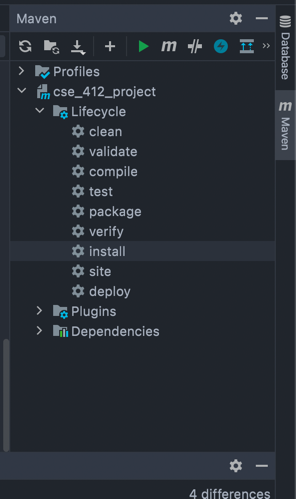 Maven
m
Profiles
cse_412_project
Lifecycle
clean
validate
compile
test
package
verify
install
site
deploy
Plugins
Dependencies
4 differences
Database
m Maven